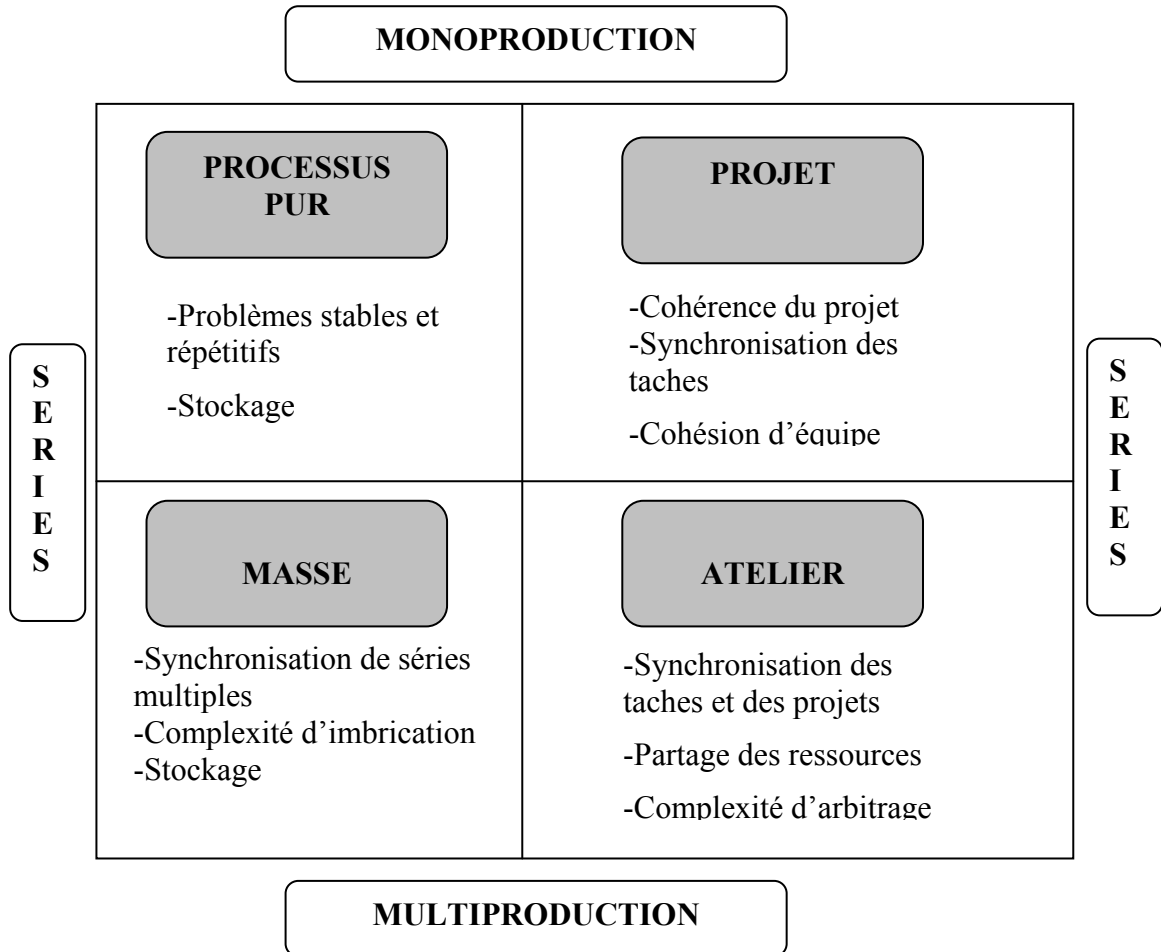 MONOPRODUCTION
PROCESSUS
PUR
-Problèmes stables et
répétitifs
-Stockage
PROJET
-Cohérence du projet
-Synchronisation des
taches
-Cohésion d’équipe
S
E
R
I
E
S
S
E
R
I
E
S
MASSE
-Synchronisation de séries
multiples
-Complexité d’imbrication
-Stockage
ATELIER
-Synchronisation des
taches et des projets
-Partage des ressources
-Complexité d’arbitrage
MULTIPRODUCTION